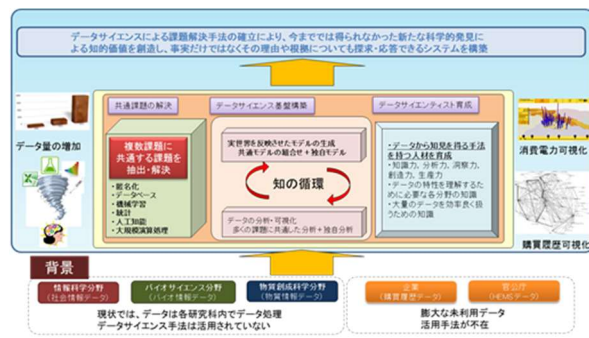 データサイエンスによる課題解決手法の確立により、今までは得られなかった新たな科学的発見に
よる知的価値を創造し、事実だけではなくその理由や根拠についても探求・応答できるシステムを構築
データ量の増加
共通課題の解決
複数課題に
共通する課題を
抽出・解決
・匿名化
・データベース
・機械学習
・統計
・人工知能
・大規模演算処理
データサイエンス基盤構築
実世界を反映させたモデルの生成
共通モデルの組合せ+独自モデル
知の循環
データの分析・可視化
多くの課題に共通した分析+独自分析
データサイエンティスト育成
・データから知見を得る手法
を持つ人材を育成
・知識力、分析力、洞察力、
創造力、生産力
・データの特性を理解するた
めに必要な各分野の知識
・大量のデータを効率良く扱
うための知識
消費電力可視化
購買履歴可視化
背景
情報科学分野
(社会情報データ)
バイオサイエンス分野
(バイオ情報データ)
物質創成科学分野
(物質情報データ)
現状では、データは各研究科内でデータ処理
データサイエンス手法は活用されていない
企業
(購買履歴データ)
官公庁
(HEMSデータ)
膨大な未利用データ
活用手法が不在